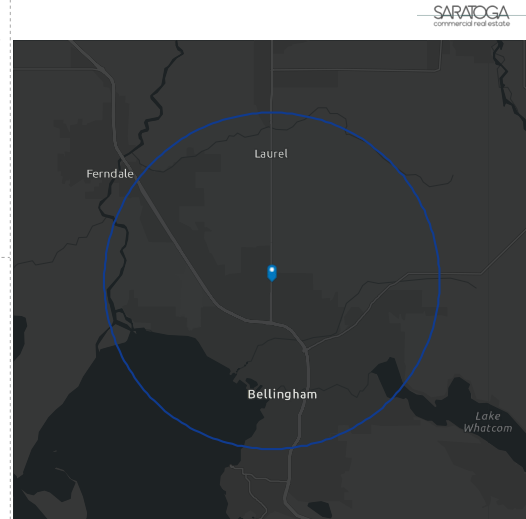 SARATOGA
commercial real estate
Laurel
Ferndale
Bellingham
Lake
Whatcom